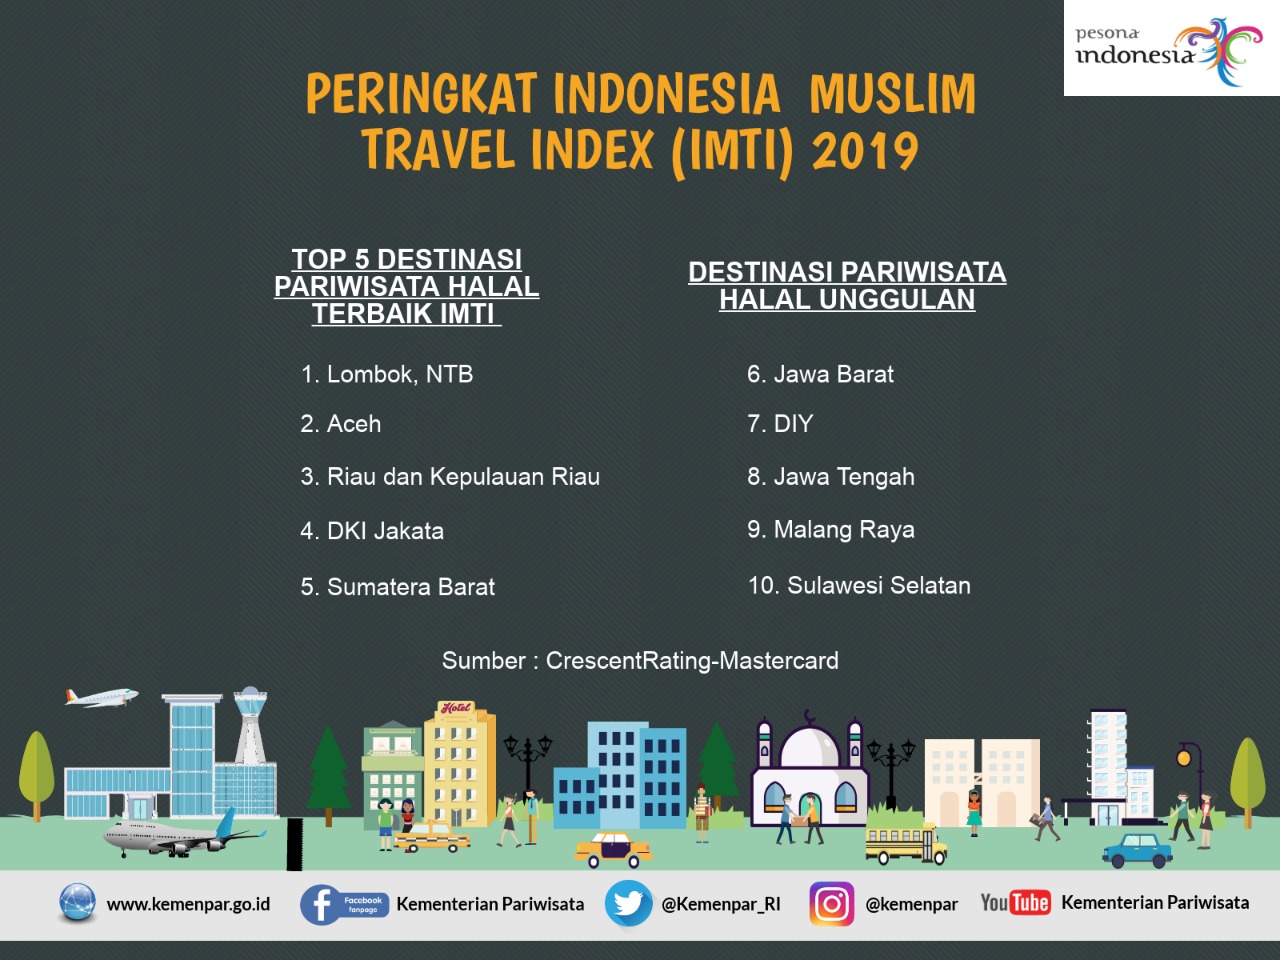 pesona
indonesia
PERINGKAT INDONESIA MUSLIM
TRAVEL INDEX (IMTI) 2019
TOP 5 DESTINASI
PARIWISATA HALAL
TERBAIK IMTI
1. Lombok, NTB
2. Aceh
3. Riau dan Kepulauan Riau
4. DKI Jakata
5. Sumatera Barat
DESTINASI PARIWISATA
HALAL UNGGULAN
6. Jawa Barat
7. DIY
8. Jawa Tengah
9. Malang Raya
10. Sulawesi Selatan
Sumber : CrescentRating-Mastercard
Hotel
www.kemenpar.go.id
Facebook
fanpage
Kementerian Pariwisata
@Kemenpar_RI
@kemenpar
YouTube
Kementerian Pariwisata